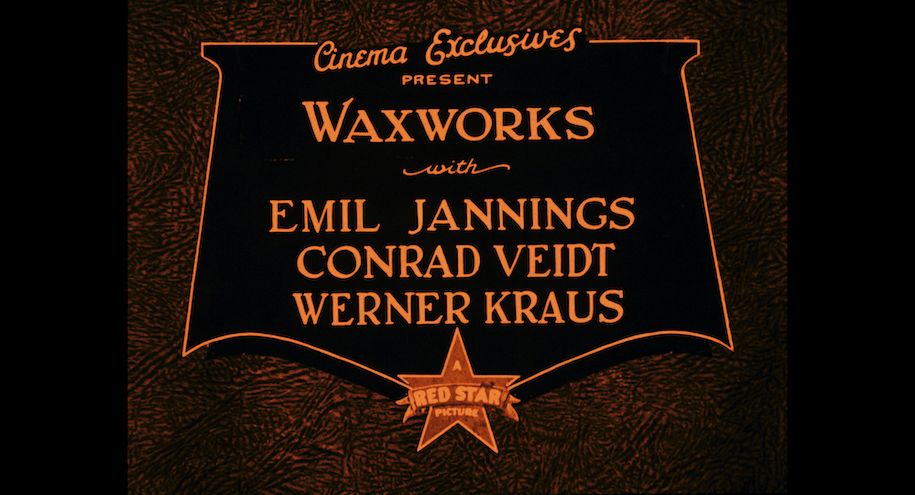 Cinema Exclusives
PRESENT
WAXWORKS
with
EMIL JANNINGS
CONRAD VEIDT
WERNER KRAUS
A
RED STAR
PICTURE